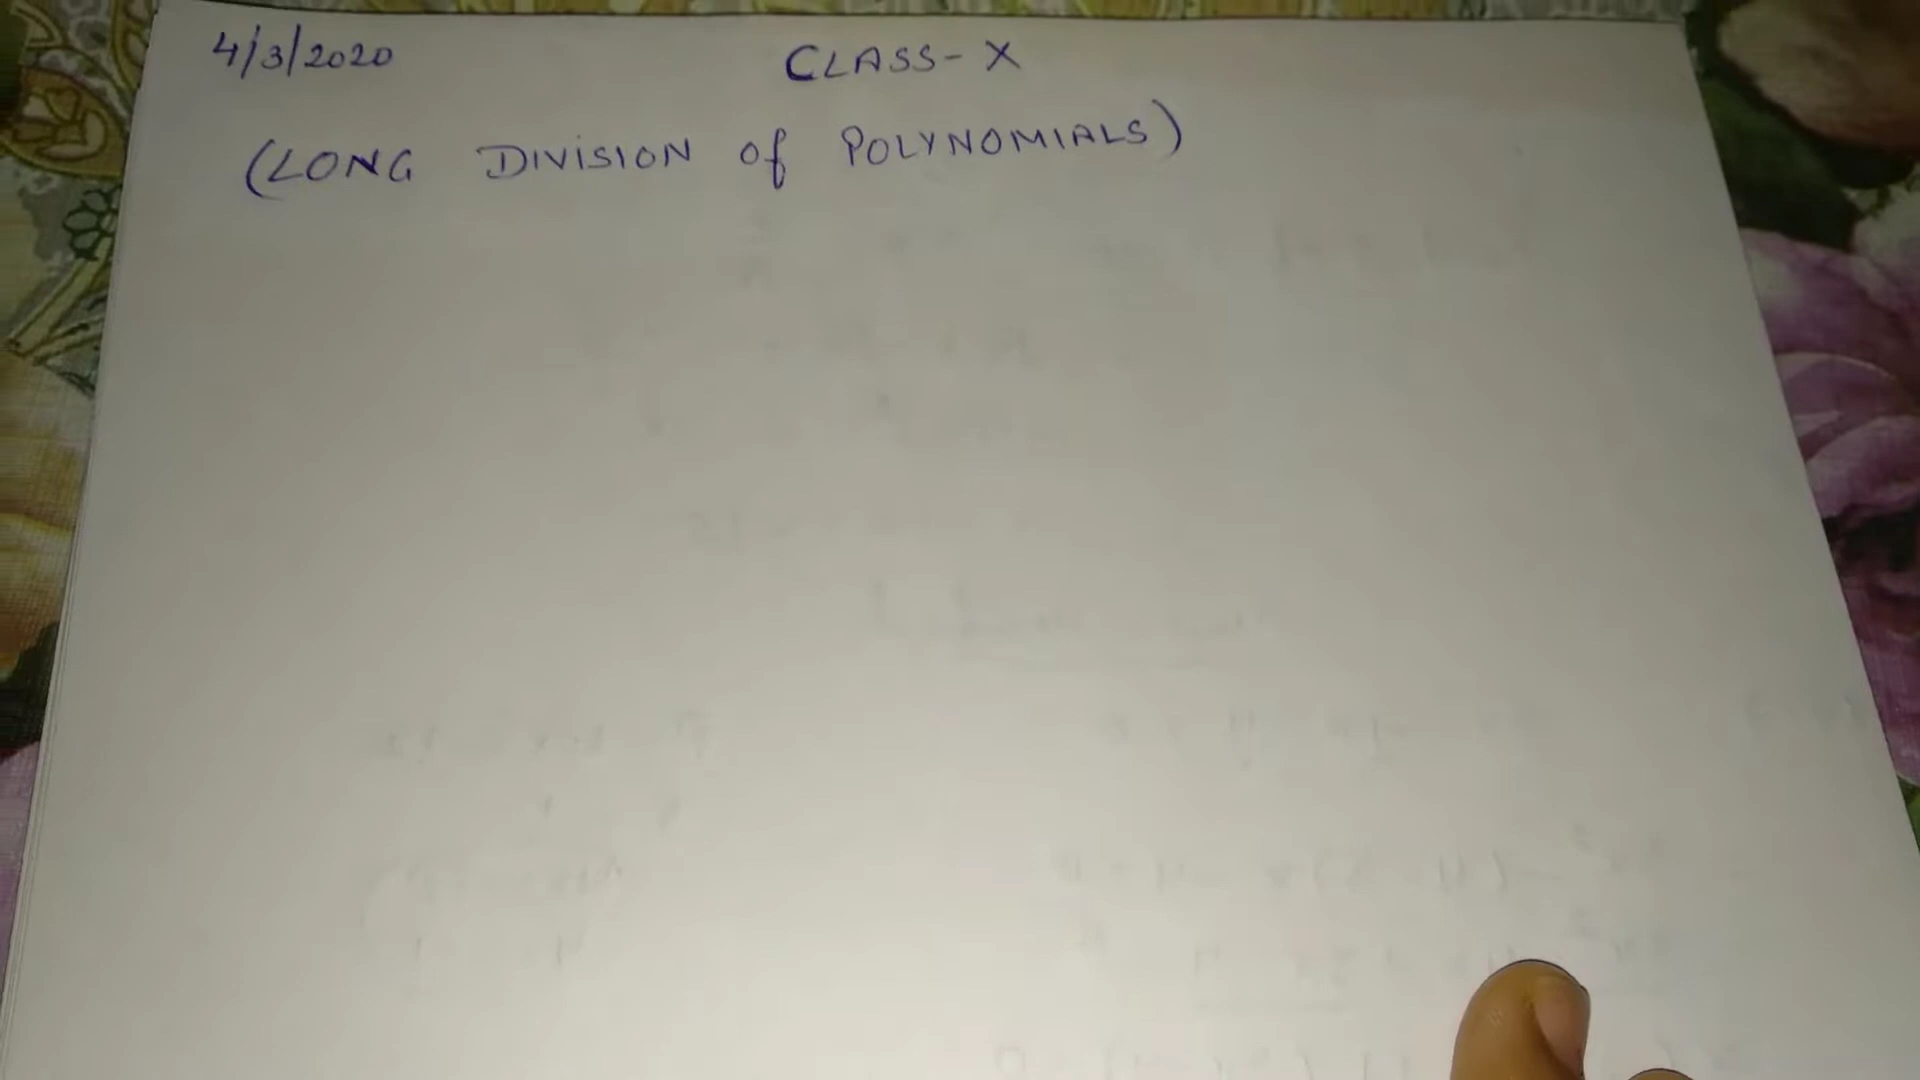 4/3/2020
CLASS-X
(LONG DIVISION of POLYNOMIALS)